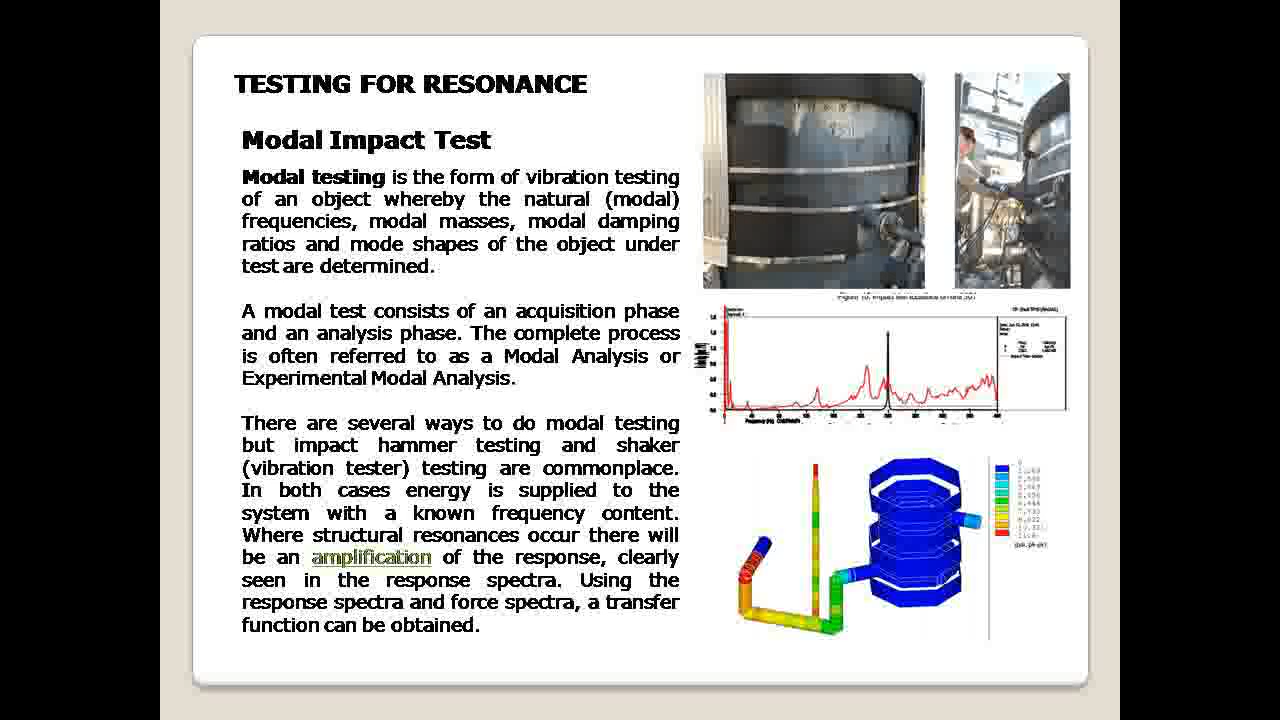 TESTING FOR RESONANCE
Modal Impact Test
Modal testing is the form of vibration testing
of an object whereby the natural (modal)
frequencies, modal masses, modal damping
ratios and mode shapes of the object under
test are determined.
A modal test consists of an acquisition phase
and an analysis phase. The complete process
is often referred to as a Modal Analysis or
Experimental Modal Analysis.
There are several ways to do modal testing
but impact hammer testing and shaker
(vibration tester) testing are commonplace.
In both cases energy is supplied to the
system with a known frequency content.
Where structural resonances occur there will
be an amplification of the response, clearly
seen in the response spectra. Using the
response spectra and force spectra, a transfer
function can be obtained.